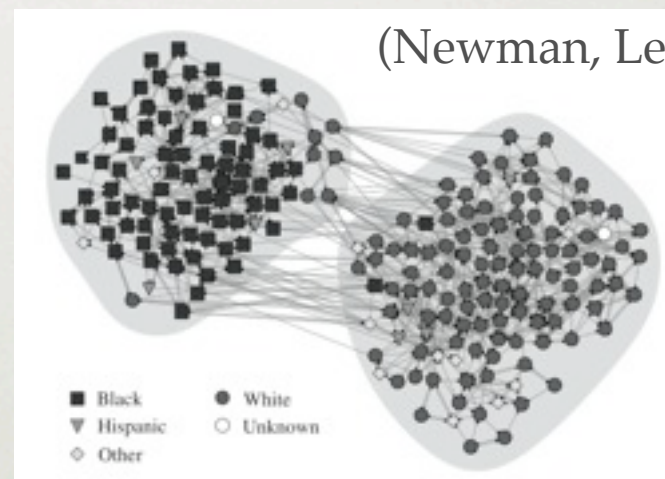 (Newman, Le
Black
White
Hispanic
Unknown
Other